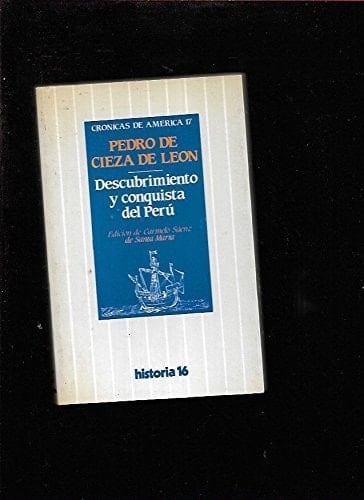 CRONICAS DE AMERICA 17
PEDRO DE
CIEZA DE LEON
Descubrimiento
y conquista
del Perú
Edición de Carmelo Sáenz
de Santa María
historia 16